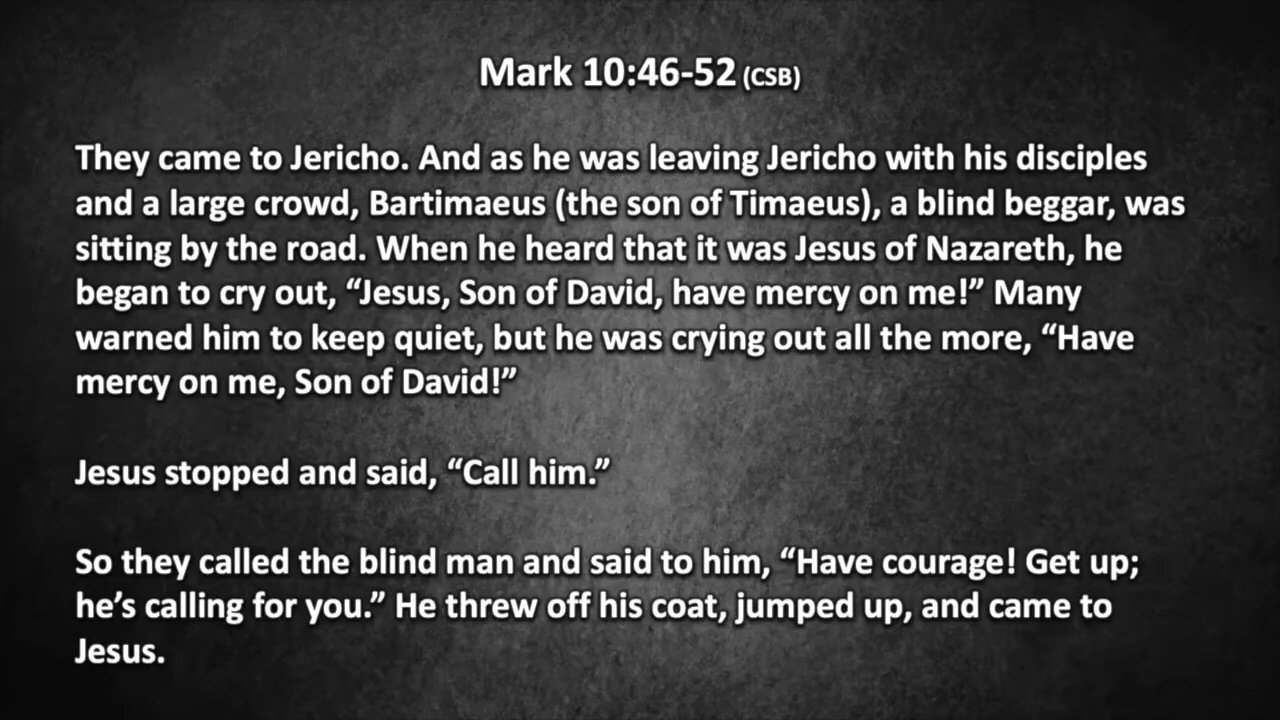 Mark 10:46-52 (CSB)
They came to Jericho. And as he was leaving Jericho with his disciples
and a large crowd, Bartimaeus (the son of Timaeus), a blind beggar, was
sitting by the road. When he heard that it was Jesus of Nazareth, he
began to cry out, “Jesus, Son of David, have mercy on me!” Many
warned him to keep quiet, but he was crying out all the more, “Have
mercy on me, Son of David!”
Jesus stopped and said, “Call him.”
So they called the blind man and said to him, “Have courage! Get up;
he’s calling for you.” He threw off his coat, jumped up, and came to
Jesus.